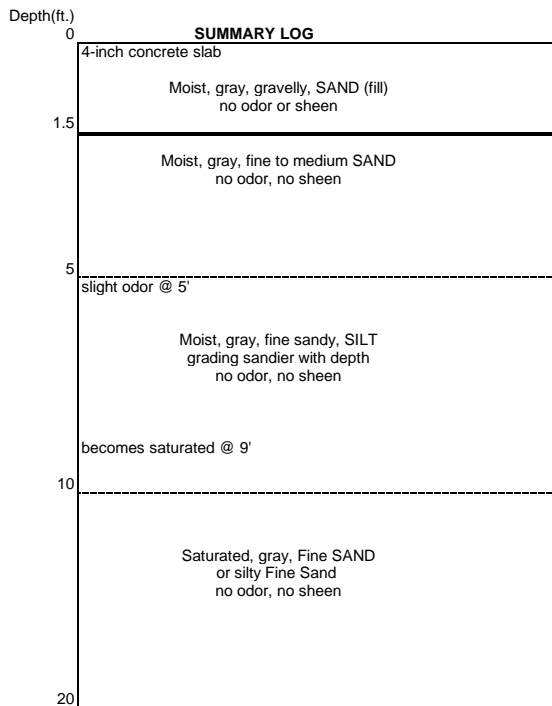 Depth(ft.)
0
SUMMARY LOG
4-inch concrete slab
Moist, gray, gravelly, SAND (fill)
no odor or sheen
1.5
Moist, gray, fine to medium SAND
no odor, no sheen
5
slight odor @ 5'
Moist, gray, fine sandy, SILT
grading sandier with depth
no odor, no sheen
becomes saturated @ 9'
10
Saturated, gray, Fine SAND
or silty Fine Sand
no odor, no sheen
20